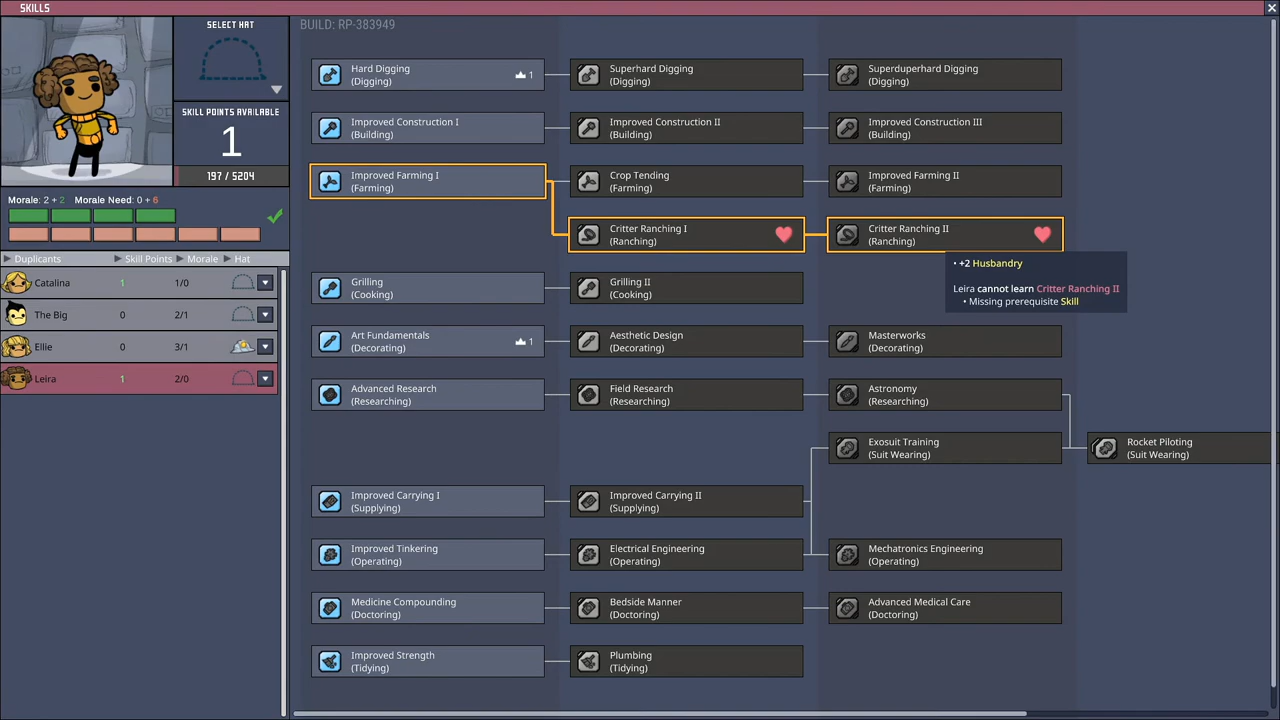 SKILLS
SELECT HAT
SKILL POINTS AVAILABLE
1
197 / 5204
Morale: 2 + 2 Morale Need: 0 + 6
Duplicants Skill Points Morale Hat
Catalina 1 1/0
The Big 0 2/1
Ellie 0 3/1
Leira 1 2/0
BUILD: RP-383949
Hard Digging
(Digging)
1
Superhard Digging
(Digging)
Superduperhard Digging
(Digging)
Improved Construction I
(Building)
Improved Construction II
(Building)
Improved Construction III
(Building)
Improved Farming I
(Farming)
Crop Tending
(Farming)
Improved Farming II
(Farming)
Critter Ranching I
(Ranching)
Critter Ranching II
(Ranching)
• +2 Husbandry
Leira cannot learn Critter Ranching II
• Missing prerequisite Skill
Grilling
(Cooking)
Grilling II
(Cooking)
Art Fundamentals
(Decorating)
1
Aesthetic Design
(Decorating)
Masterworks
(Decorating)
Advanced Research
(Researching)
Field Research
(Researching)
Astronomy
(Researching)
Exosuit Training
(Suit Wearing)
Rocket Piloting
(Suit Wearing)
Improved Carrying I
(Supplying)
Improved Carrying II
(Supplying)
Improved Tinkering
(Operating)
Electrical Engineering
(Operating)
Mechatronics Engineering
(Operating)
Medicine Compounding
(Doctoring)
Bedside Manner
(Doctoring)
Advanced Medical Care
(Doctoring)
Improved Strength
(Tidying)
Plumbing
(Tidying)